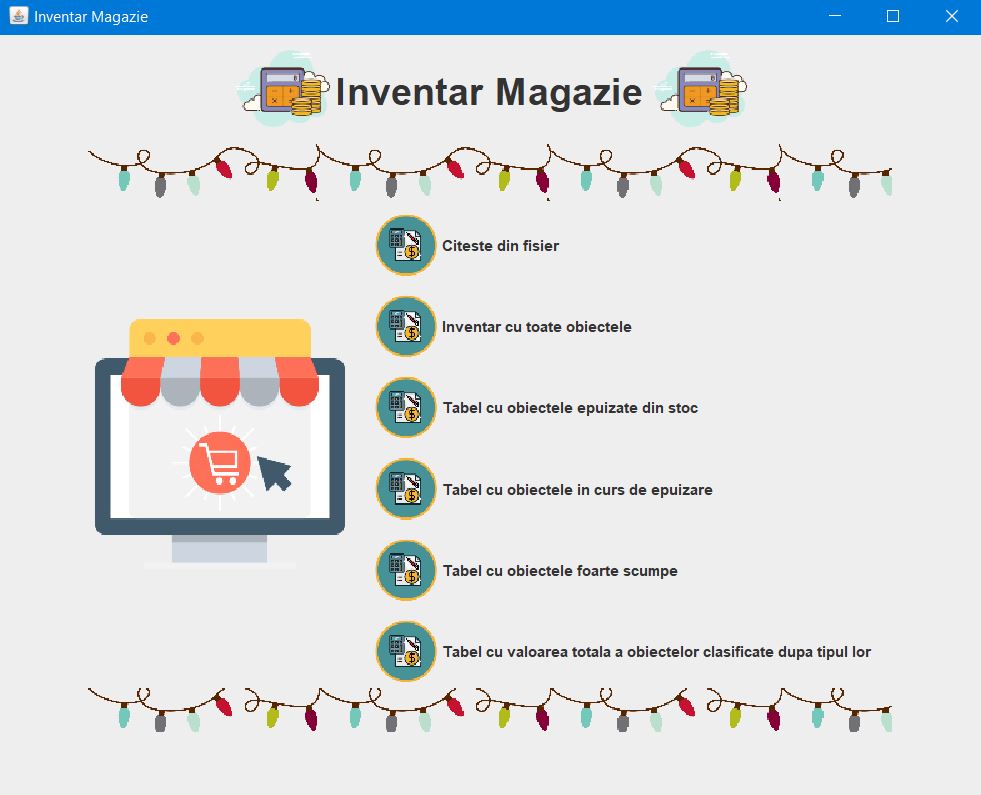 Inventar Magazie
Inventar Magazie
Citeste din fisier
Inventar cu toate obiectele
Tabel cu obiectele epuizate din stoc
Tabel cu obiectele in curs de epuizare
Tabel cu obiectele foarte scumpe
Tabel cu valoarea totala a obiectelor clasificate dupa tipul lor